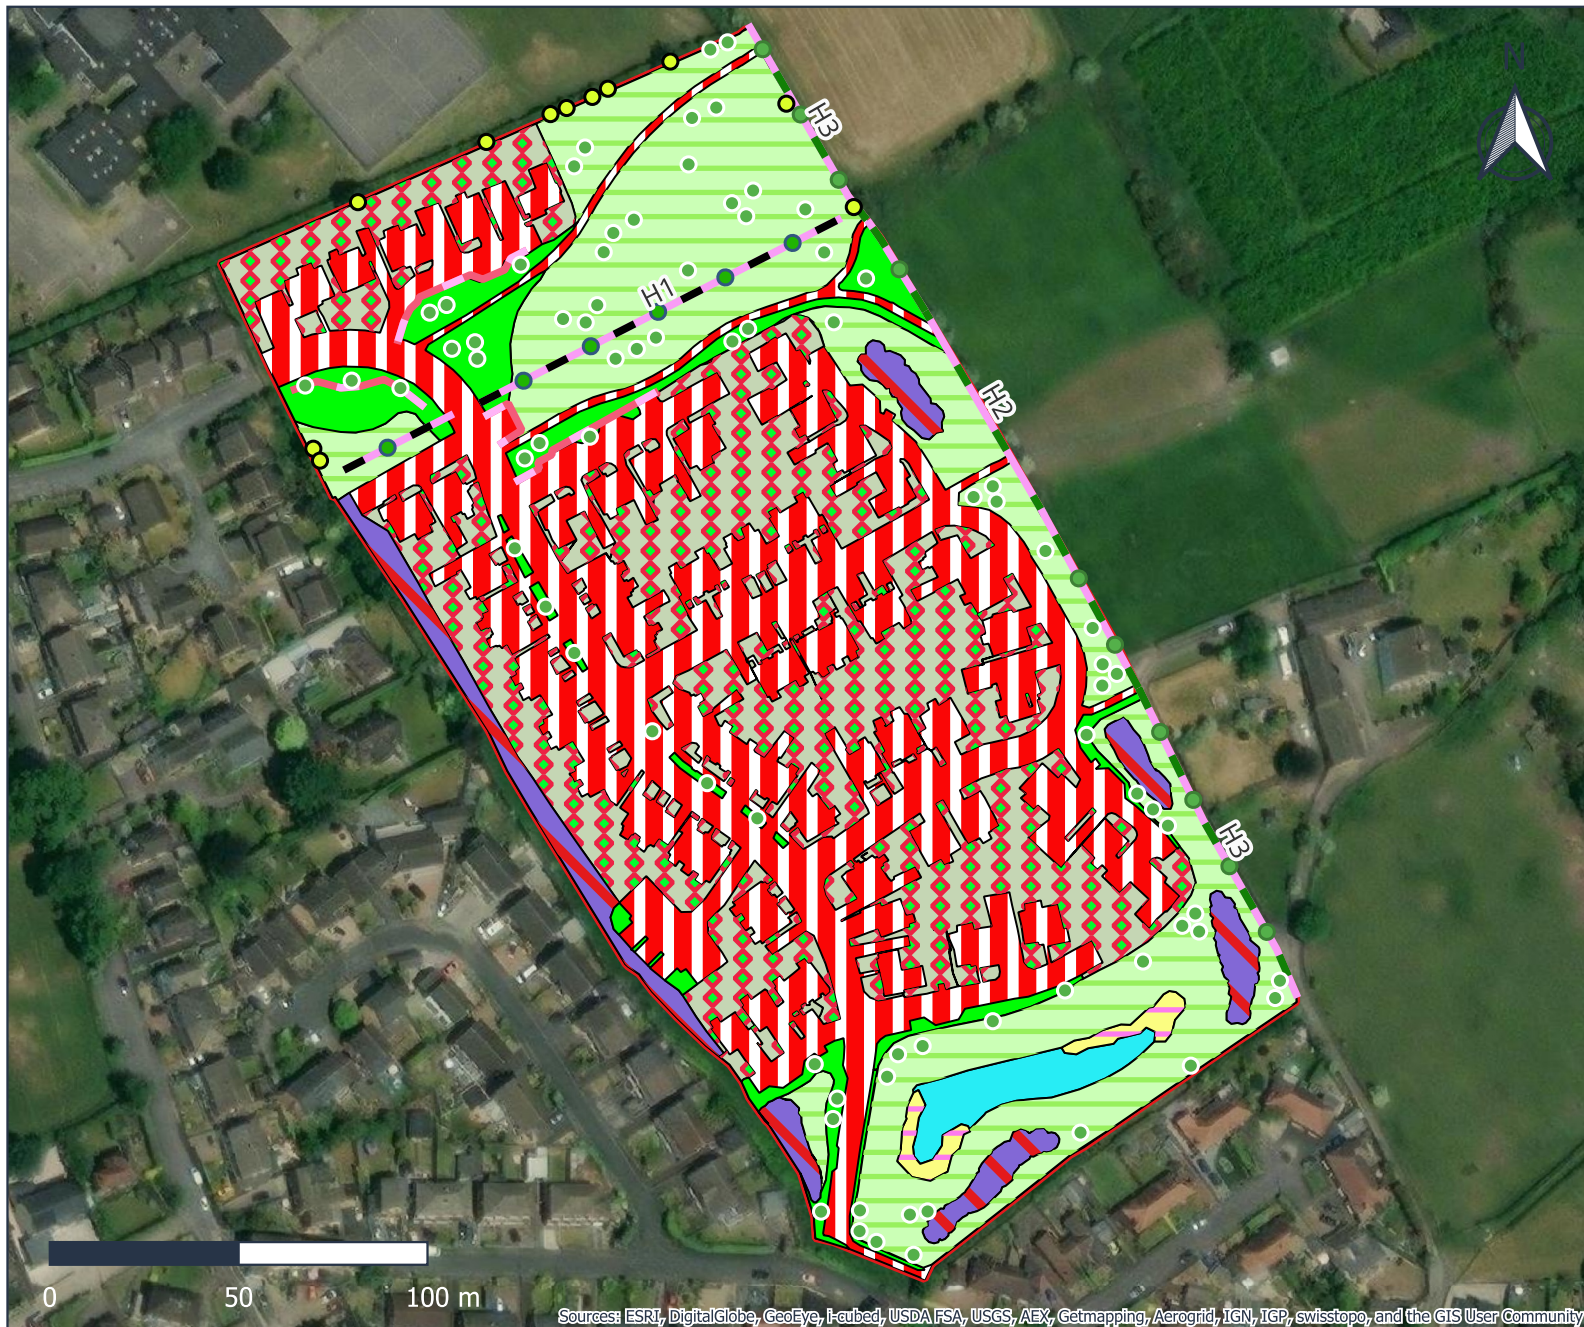 N
H3
H1
H2
H3
0 50 100 m
Sources: ESRI, DigitalGlobe, GeoEye, i-cubed, USDA FSA, USGS, AEX, Getmapping, Aerogrid, IGN, IGP, swisstopo, and the GIS User Community